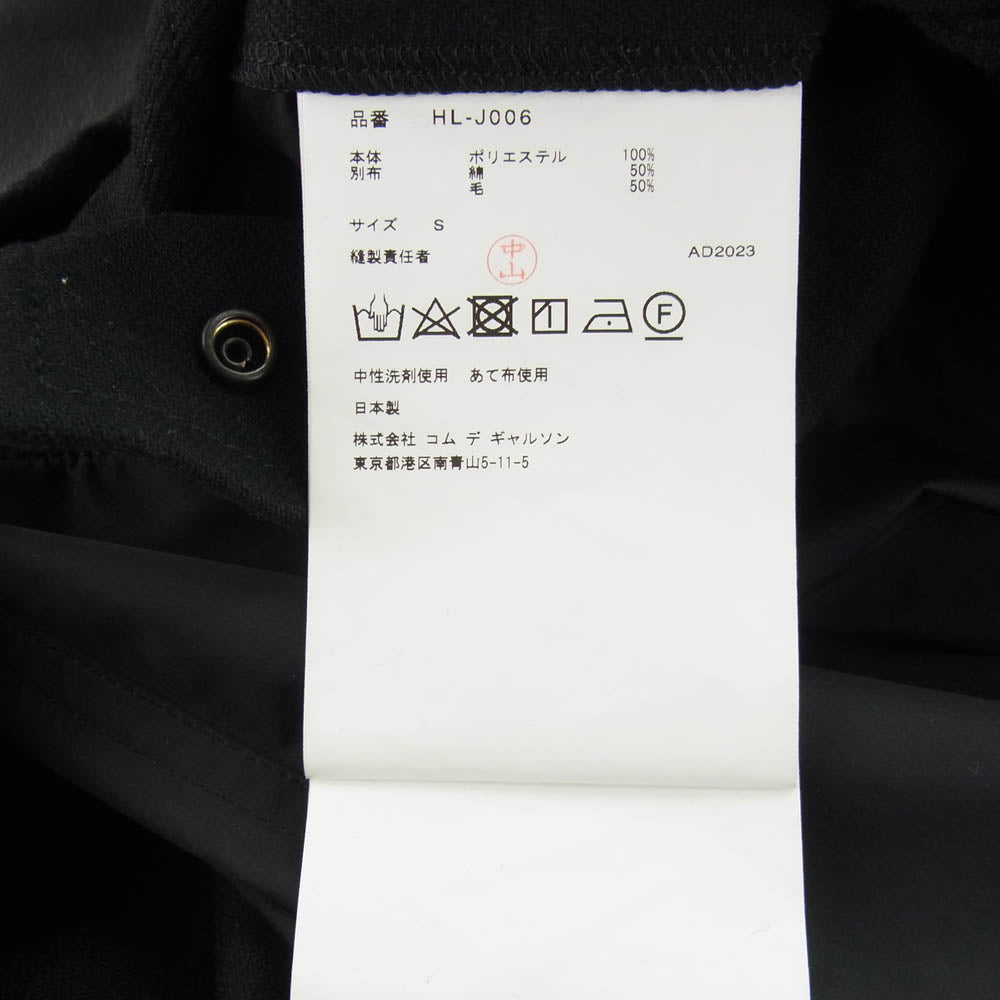 品番 HL-J006
本体 ポリエステル 100%
別布 綿 50%
毛 50%
サイズ S
縫製責任者 中山 AD2023
F
中性洗剤使用 あて布使用
日本製
株式会社 コム デ ギャルソン
東京都港区南青山5-11-5